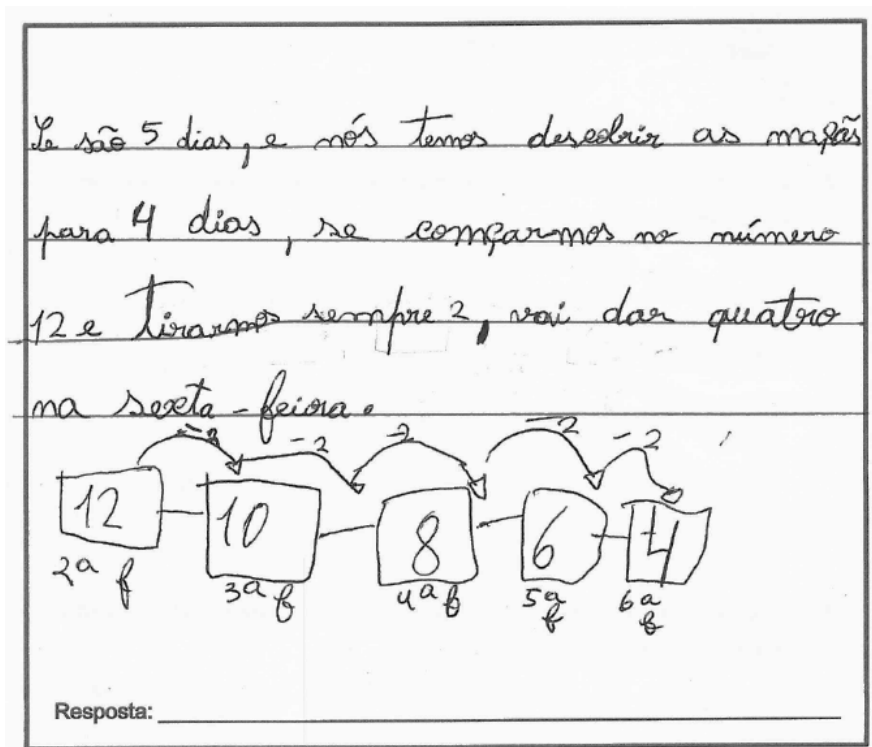 Se são 5 dias, e nós temos descobrir as maçãs
para 4 dias, se comçarmos no número
12 e tirarmos sempre 2, vai dar quatro
na sexta-feira.
-2 -2 -2 -2 -2
12 10 8 6 4
2ª f 3ª f 4ª f 5ª f 6ª f
Resposta: